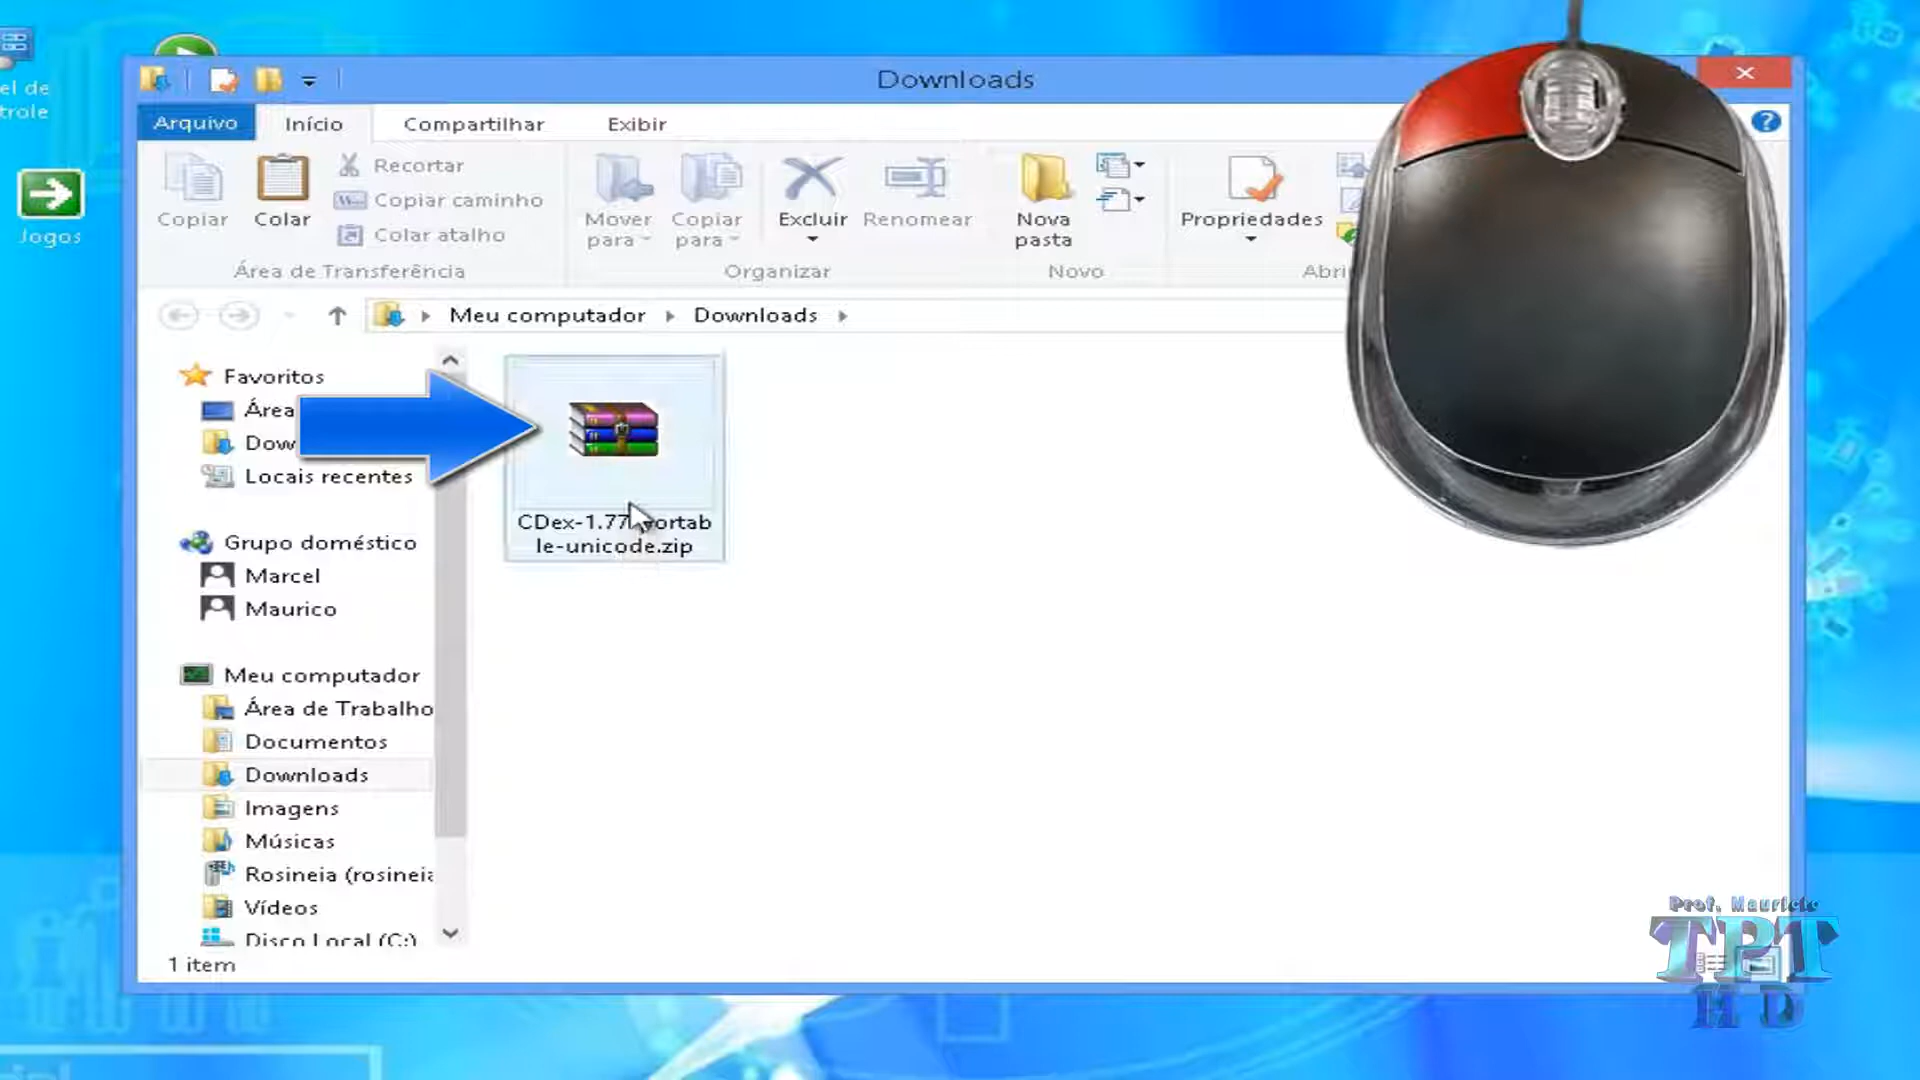 el de
trole
Jogos
Downloads
Arquivo
Início
Compartilhar
Exibir
Copiar
Colar
Recortar
Copiar caminho
Colar atalho
Área de Transferência
Mover
para
Copiar
para
Excluir
Renomear
Organizar
Nova
pasta
Novo
Propriedades
Abri
Meu computador
Downloads
Favoritos
Área
Dow
Locais recentes
Grupo doméstico
Marcel
Maurico
Meu computador
Área de Trabalho
Documentos
Downloads
Imagens
Músicas
Rosineia (rosineia
Vídeos
Disco Local (C:)
1 item
CDex-1.77 ortab
le-unicode.zip
Prof. Mauricio
TPT
HD